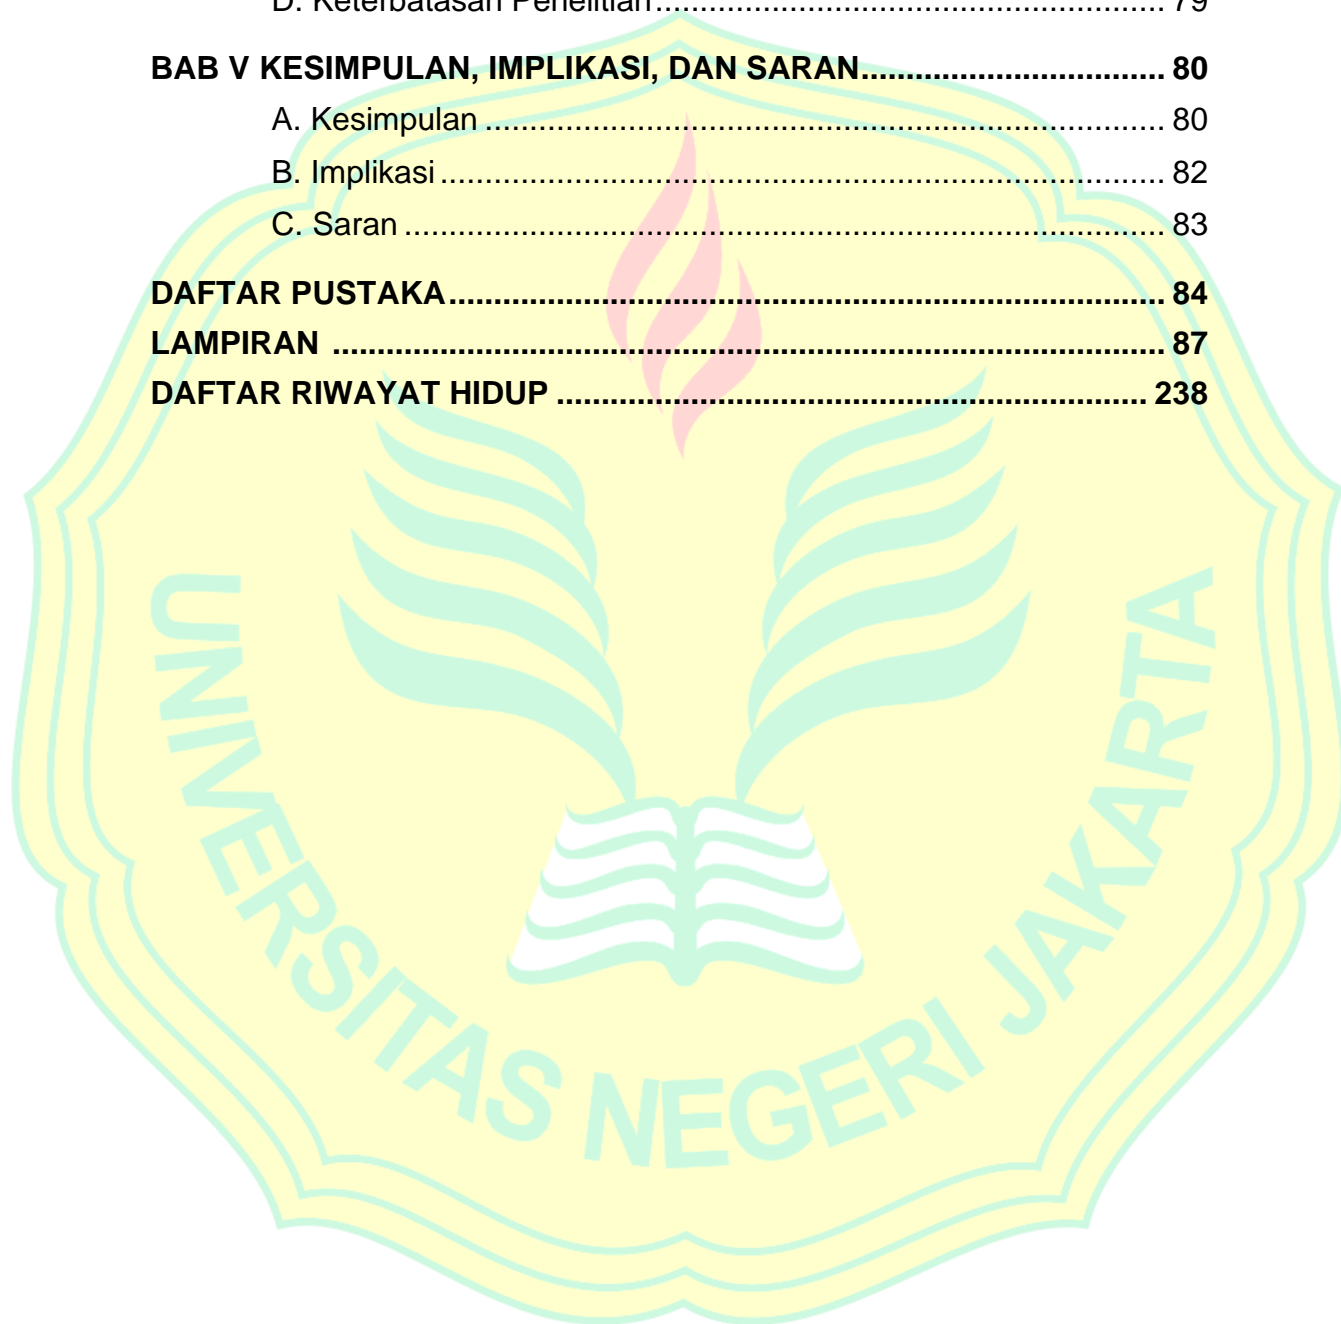 D. Keterbatasan Penelitian........................................................ 79
BAB V KESIMPULAN, IMPLIKASI, DAN SARAN.................................. 80
A. Kesimpulan ........................................................................... 80
B. Implikasi ................................................................................ 82
C. Saran .................................................................................... 83
DAFTAR PUSTAKA................................................................................ 84
LAMPIRAN ............................................................................................. 87
DAFTAR RIWAYAT HIDUP .................................................................. 238
UNIVERSITAS NEGERI JAKARTA